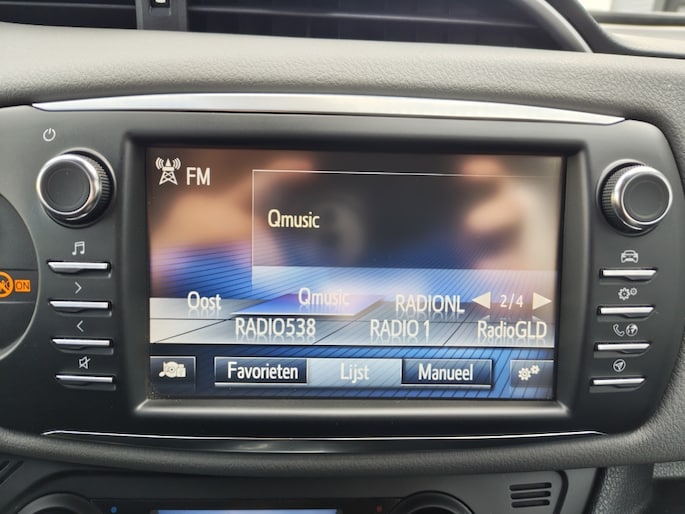 FM
Qmusic
Oost Qmusic RADIONL 2/4
RADIO538 RADIO 1 RadioGLD
Favorieten Lijst Manueel
ON